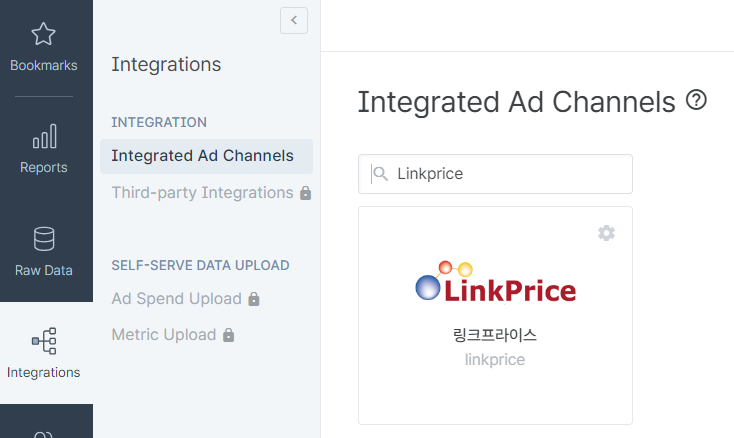 Bookmarks
Reports
Raw Data
Integrations
Integrations
INTEGRATION
Integrated Ad Channels
Third-party Integrations
SELF-SERVE DATA UPLOAD
Ad Spend Upload
Metric Upload
Integrated Ad Channels
Linkprice
LinkPrice
링크프라이스
linkprice